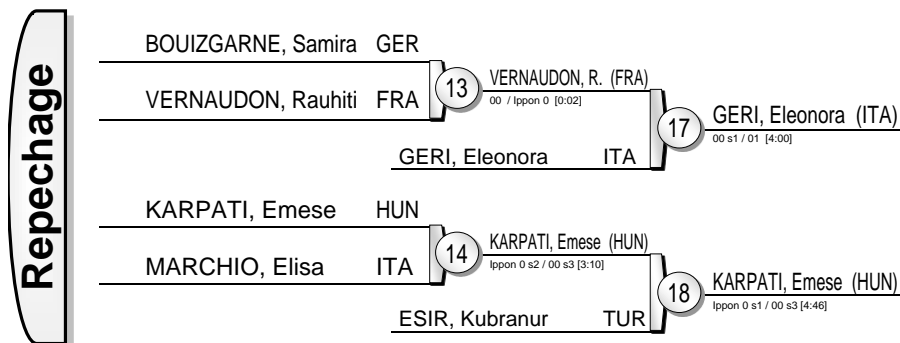 Repechage
BOUIZGARNE, Samira GER
VERNAUDON, Rauhiti FRA
13
VERNAUDON, R. (FRA)
00 / Ippon 0 [0:02]
GERI, Eleonora ITA
17
GERI, Eleonora (ITA)
00 s1 / 01 [4:00]
KARPATI, Emese HUN
MARCHIO, Elisa ITA
14
KARPATI, Emese (HUN)
Ippon 0 s2 / 00 s3 [3:10]
ESIR, Kubranur TUR
18
KARPATI, Emese (HUN)
Ippon 0 s1 / 00 s3 [4:46]